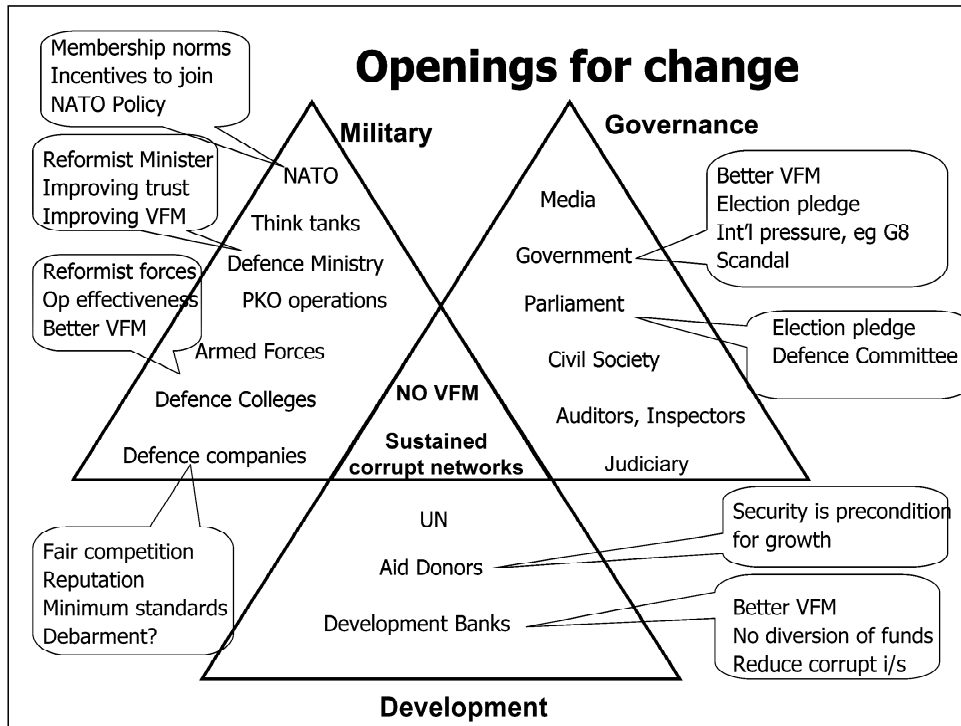 Openings for change
Membership norms
Incentives to join
NATO Policy
Military
Governance
Reformist Minister
Improving trust
Improving VFM
NATO
Think tanks
Defence Ministry
PKO operations
Reformist forces
Op effectiveness
Better VFM
Armed Forces
Defence Colleges
Defence companies
Fair competition
Reputation
Minimum standards
Debarment?
Media
Government
Parliament
Civil Society
Auditors, Inspectors
Judiciary
Better VFM
Election pledge
Int'l pressure, eg G8
Scandal
Election pledge
Defence Committee
NO VFM
Sustained
corrupt networks
UN
Aid Donors
Development Banks
Security is precondition
for growth
Better VFM
No diversion of funds
Reduce corrupt i/s
Development